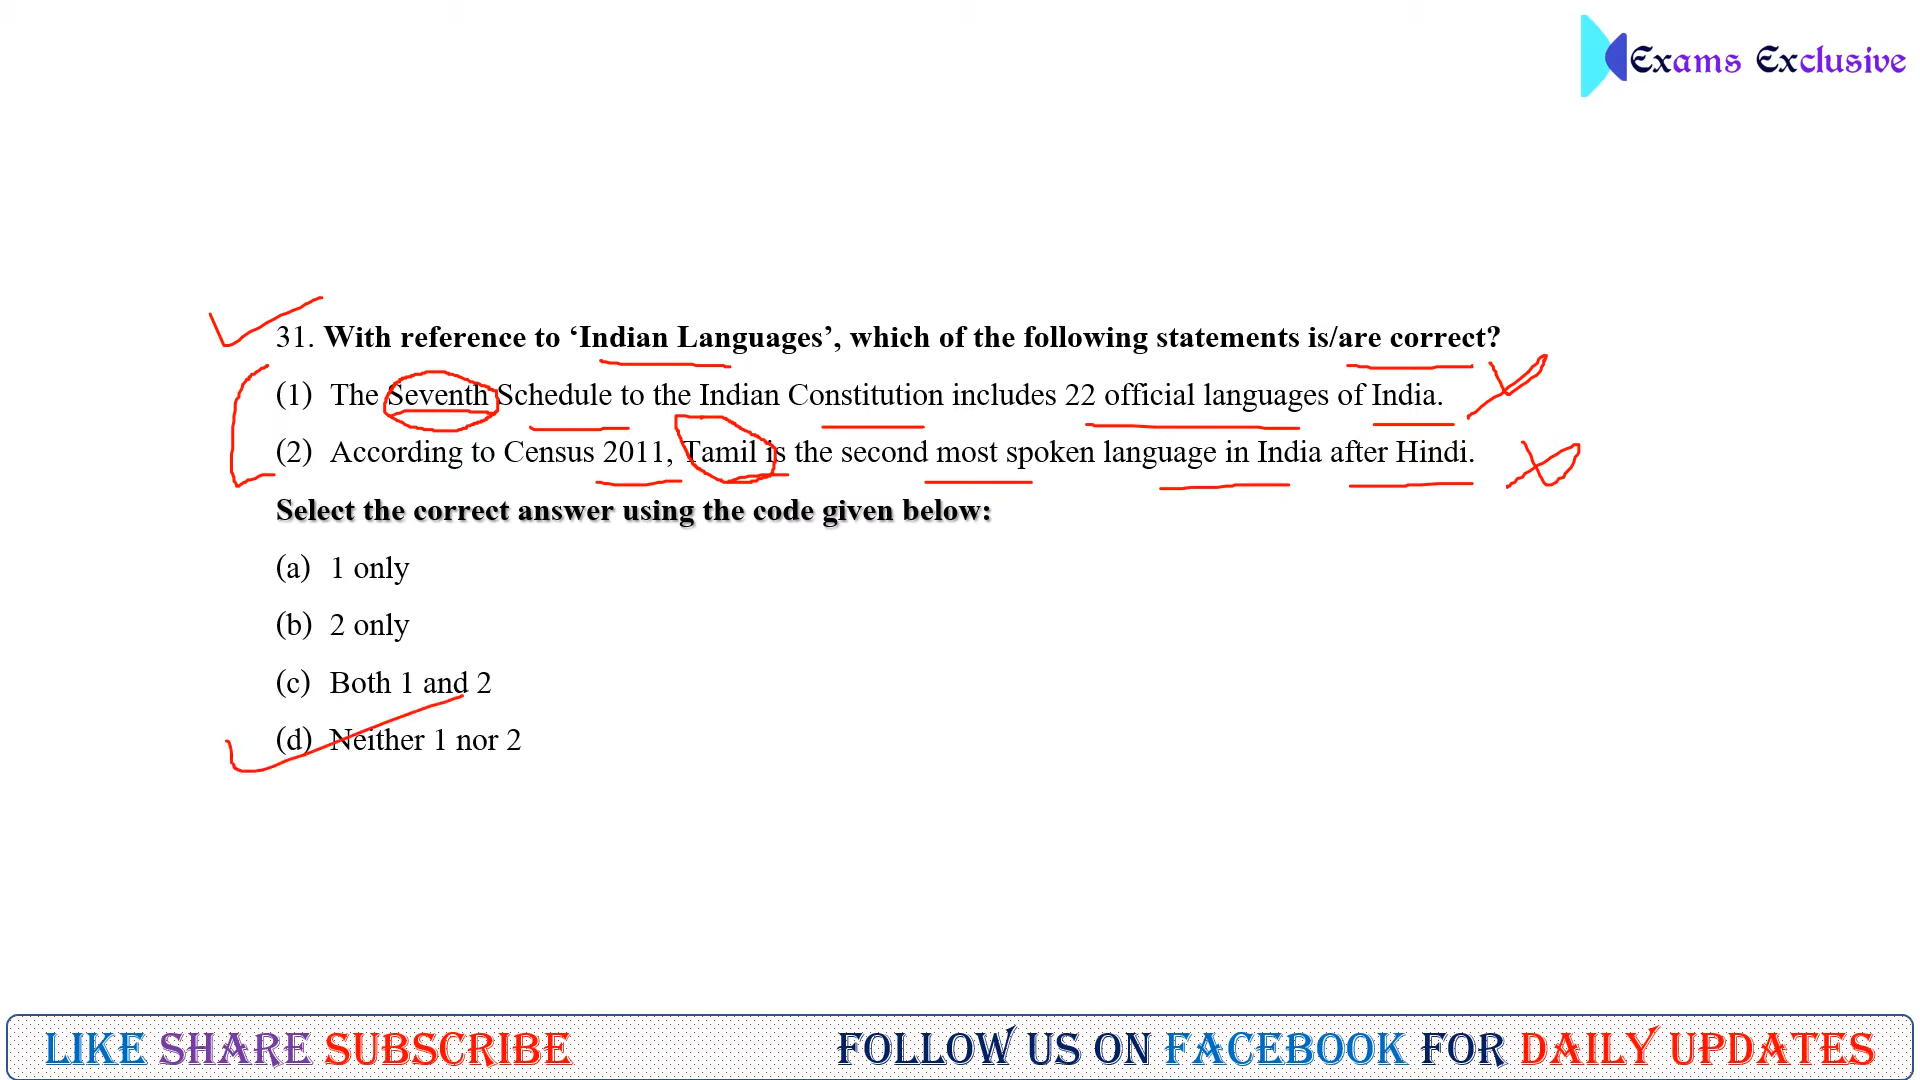 Exams Exclusive
31. With reference to ‘Indian Languages’, which of the following statements is/are correct?
(1) The Seventh Schedule to the Indian Constitution includes 22 official languages of India.
(2) According to Census 2011, Tamil is the second most spoken language in India after Hindi.
Select the correct answer using the code given below:
(a) 1 only
(b) 2 only
(c) Both 1 and 2
(d) Neither 1 nor 2
LIKE SHARE SUBSCRIBE FOLLOW US ON FACEBOOK FOR DAILY UPDATES